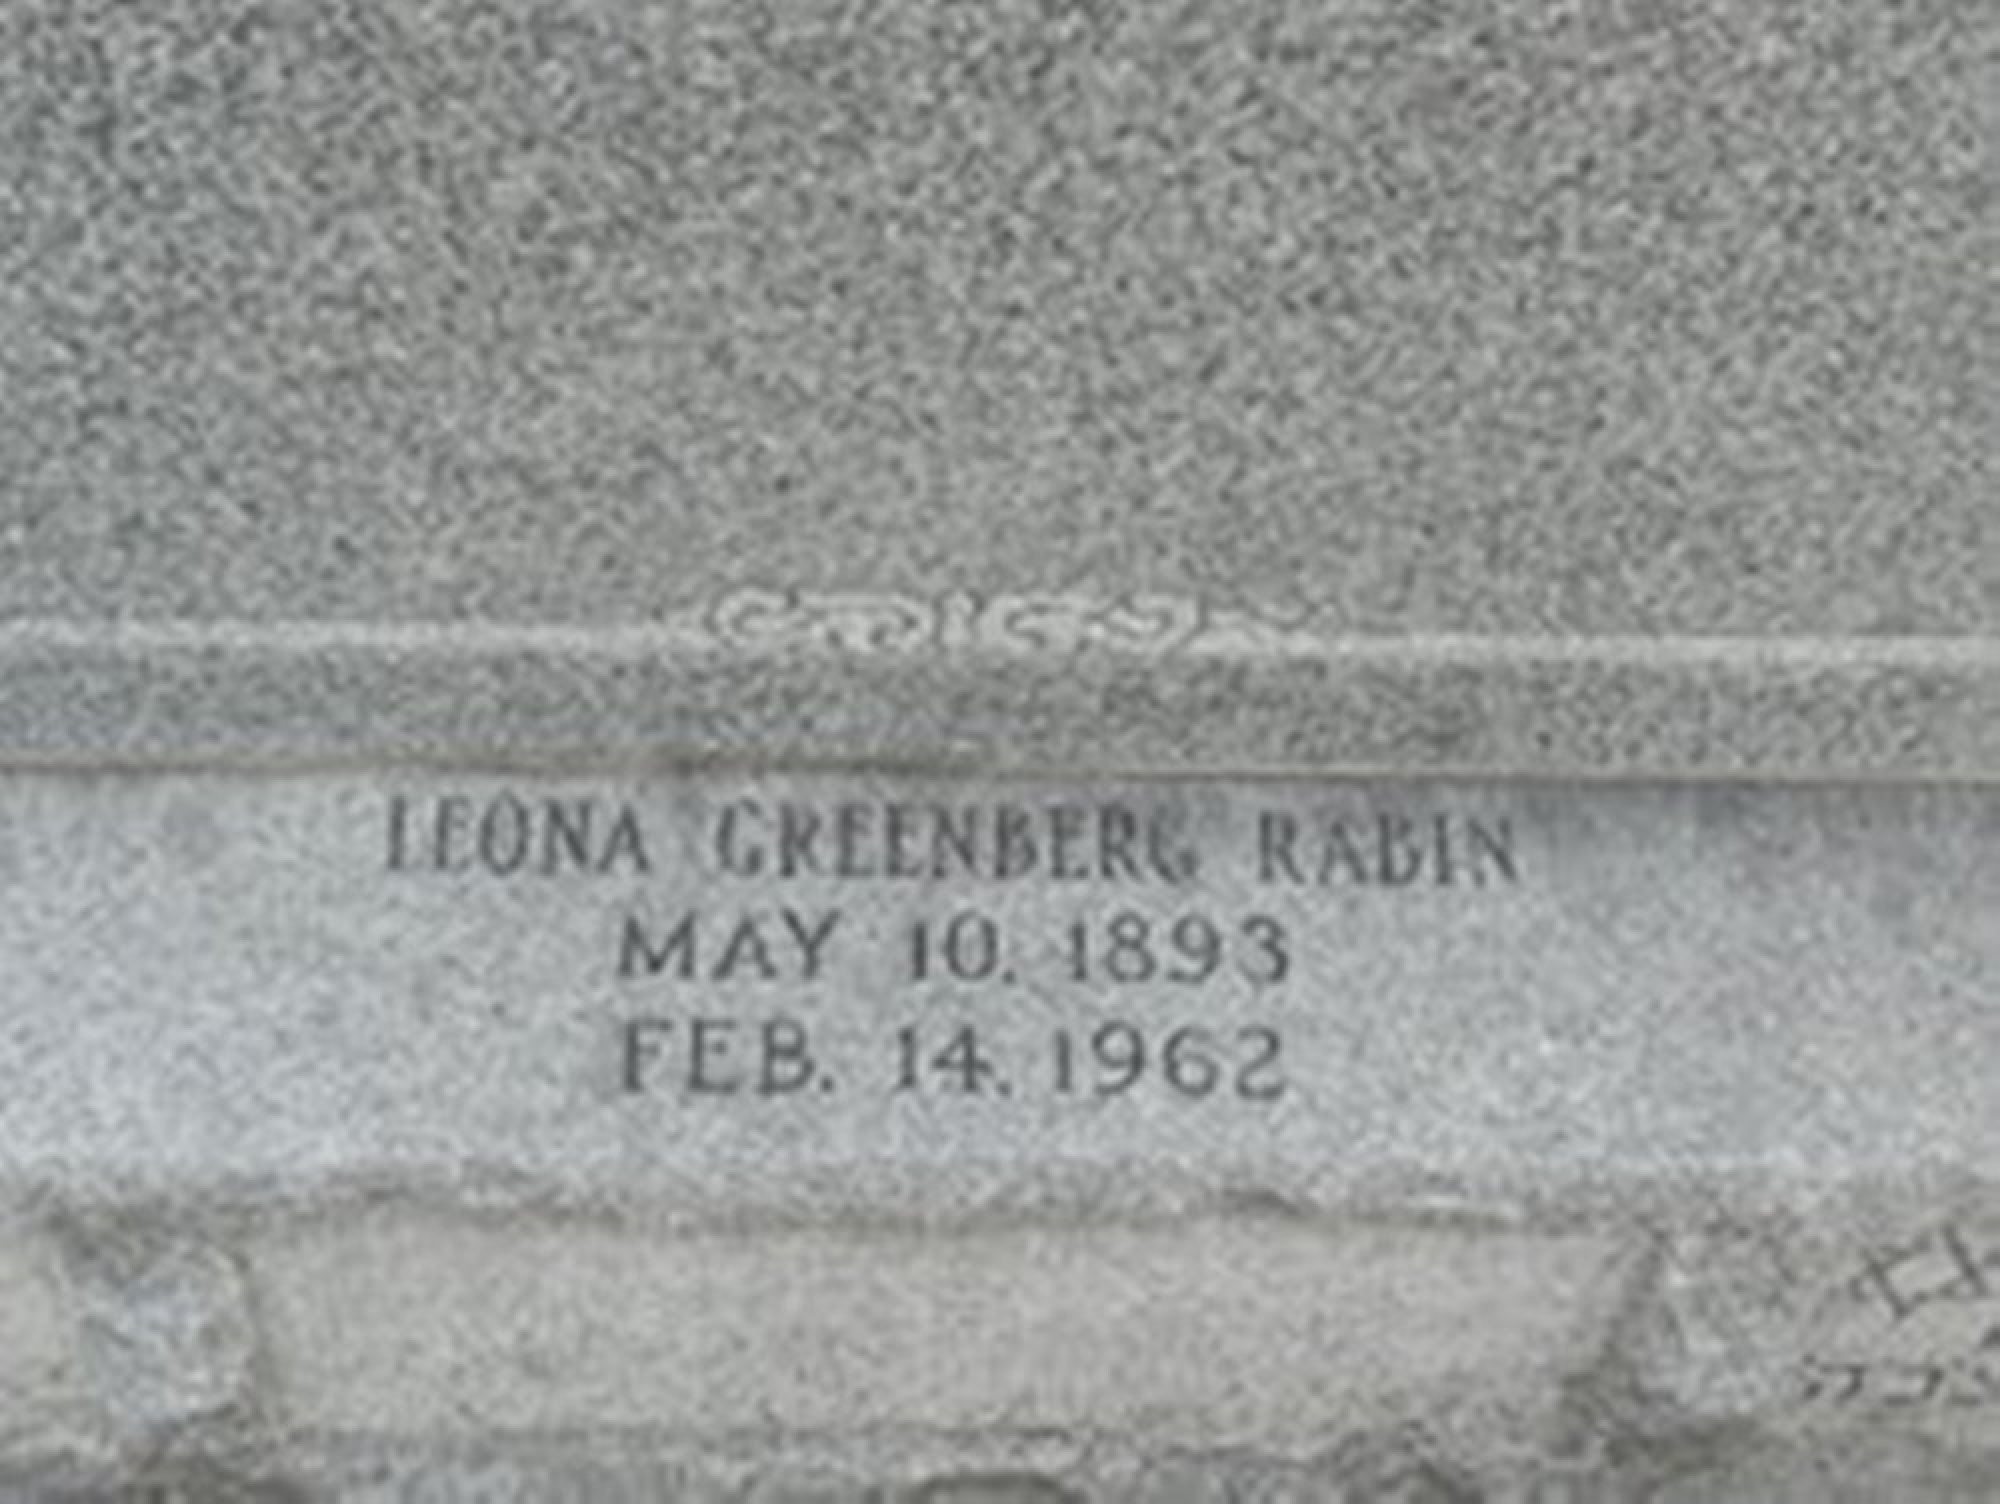 LEONA GREENBERG RABIN
MAY 10, 1893
FEB. 14, 1962